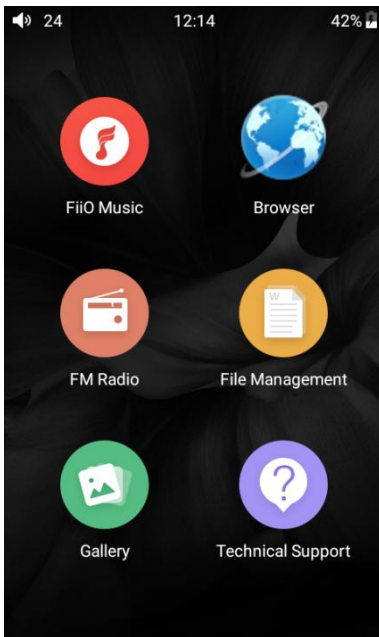 24 12:14 42%
FiiO Music Browser
W
FM Radio File Management
Gallery Technical Support